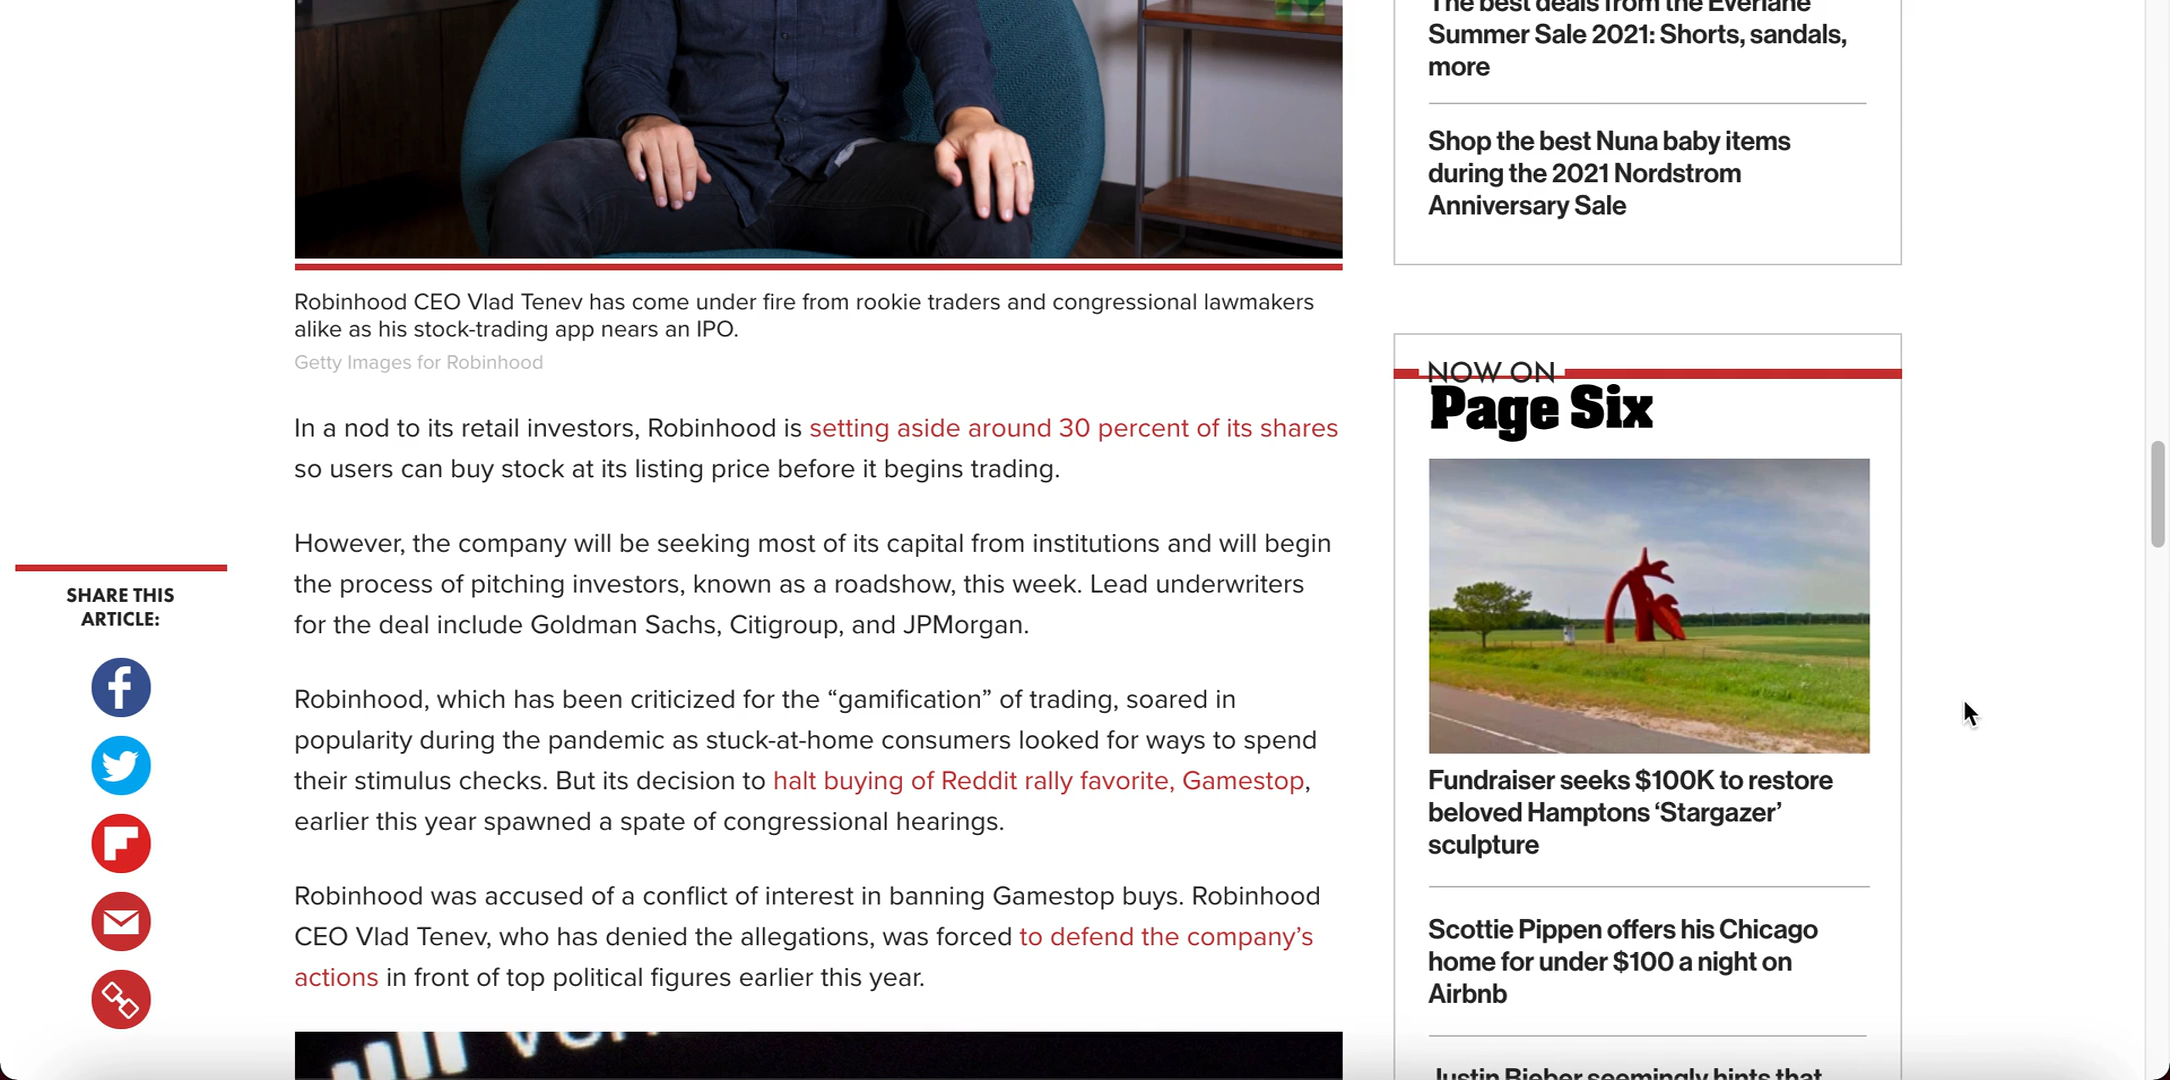 The best deals from the Everlane
Summer Sale 2021: Shorts, sandals,
more
Shop the best Nuna baby items
during the 2021 Nordstrom
Anniversary Sale
Robinhood CEO Vlad Tenev has come under fire from rookie traders and congressional lawmakers
alike as his stock-trading app nears an IPO.
Getty Images for Robinhood
In a nod to its retail investors, Robinhood is setting aside around 30 percent of its shares
so users can buy stock at its listing price before it begins trading.
However, the company will be seeking most of its capital from institutions and will begin
the process of pitching investors, known as a roadshow, this week. Lead underwriters
for the deal include Goldman Sachs, Citigroup, and JPMorgan.
Robinhood, which has been criticized for the “gamification” of trading, soared in
popularity during the pandemic as stuck-at-home consumers looked for ways to spend
their stimulus checks. But its decision to halt buying of Reddit rally favorite, Gamestop,
earlier this year spawned a spate of congressional hearings.
Robinhood was accused of a conflict of interest in banning Gamestop buys. Robinhood
CEO Vlad Tenev, who has denied the allegations, was forced to defend the company’s
actions in front of top political figures earlier this year.
SHARE THIS
ARTICLE:
NOW ON
Page Six
Fundraiser seeks $100K to restore
beloved Hamptons ‘Stargazer’
sculpture
Scottie Pippen offers his Chicago
home for under $100 a night on
Airbnb
Justin Bieber seemingly hints that